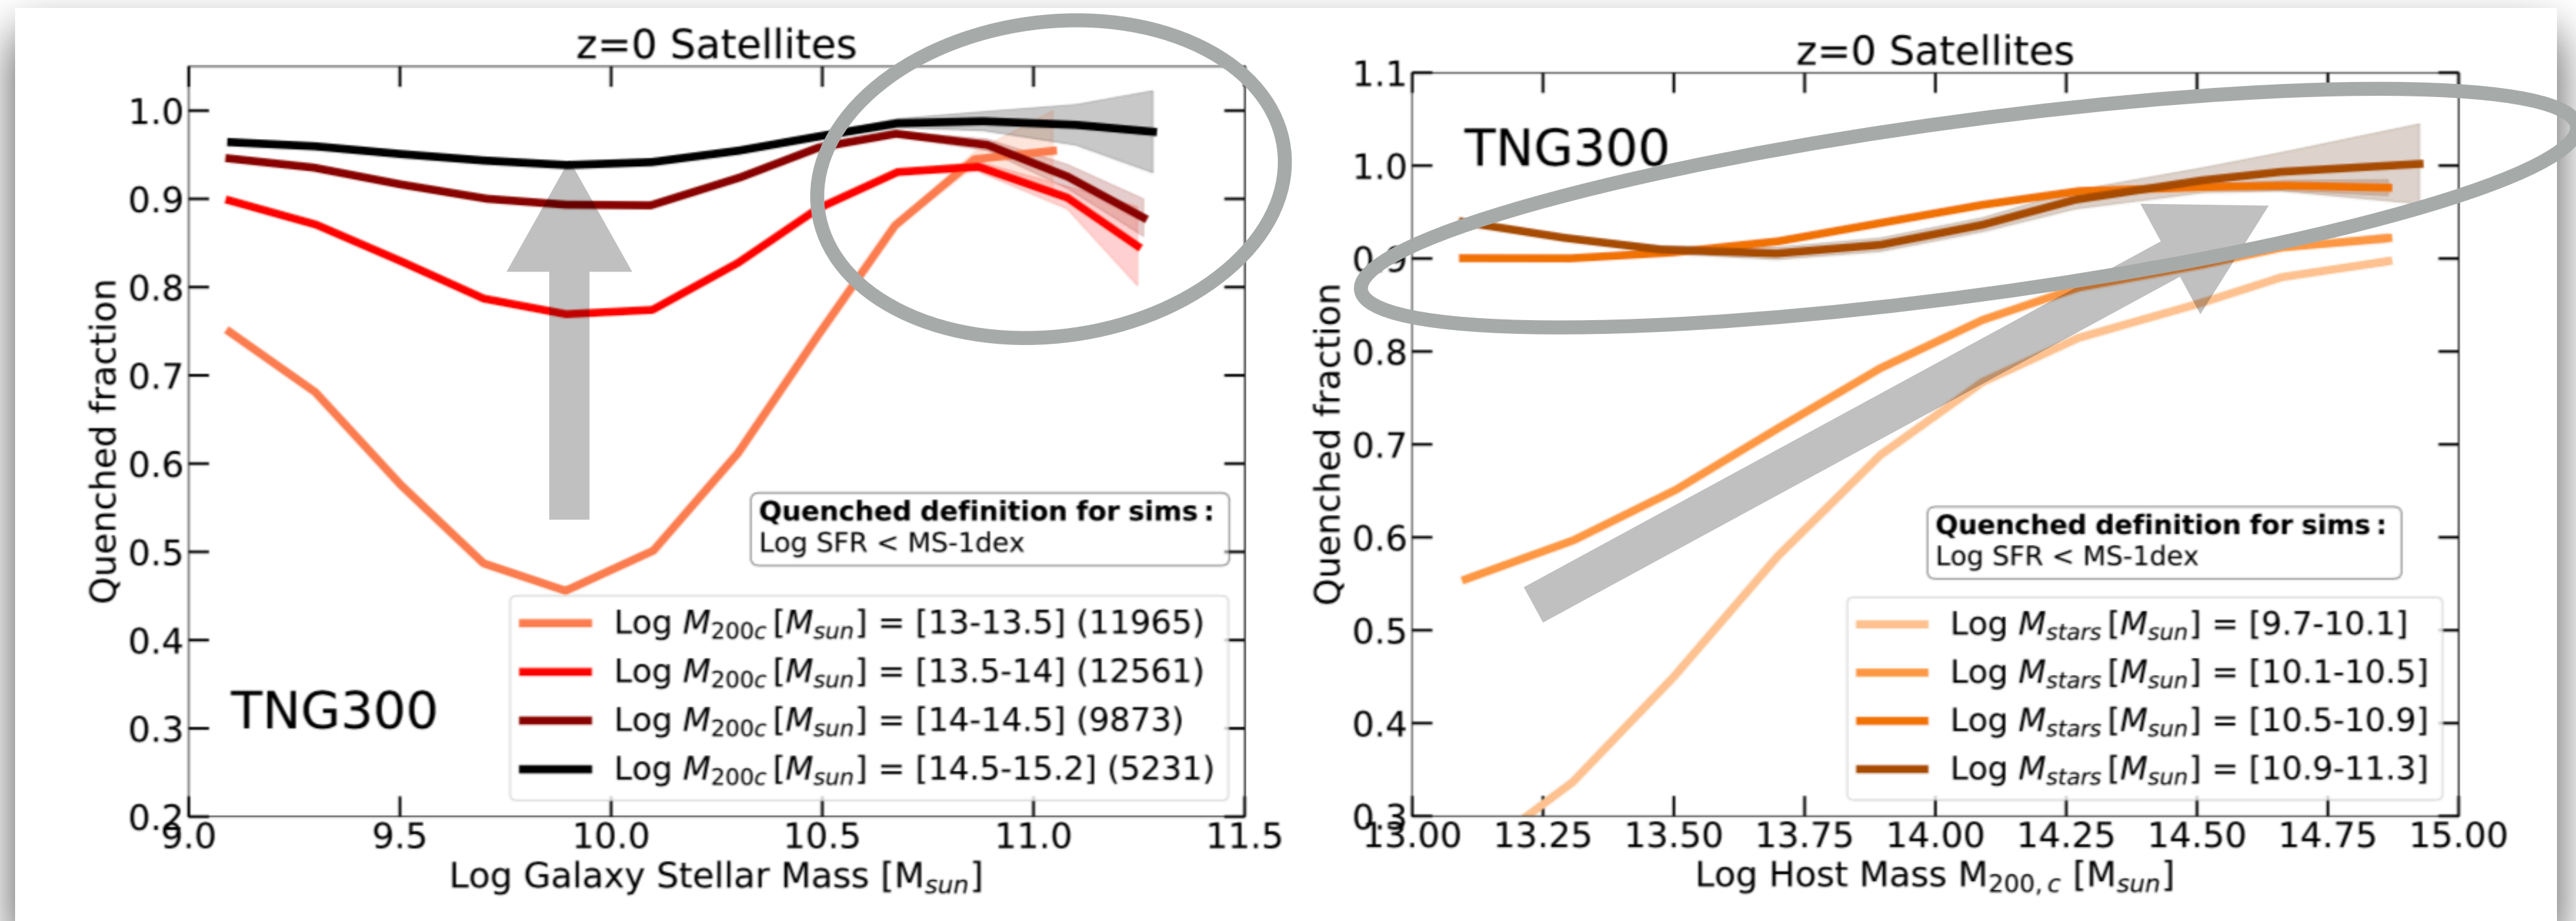 z=0 Satellites
1.0
0.9
0.8
0.7
0.6
0.5
0.4
0.3
0.2
Quenched fraction
Quenched definition for sims:
Log SFR < MS-1dex
TNG300
Log M200c [Msun] = [13-13.5] (11965)
Log M200c [Msun] = [13.5-14] (12561)
Log M200c [Msun] = [14-14.5] (9873)
Log M200c [Msun] = [14.5-15.2] (5231)
9.0 9.5 10.0 10.5 11.0 11.5
Log Galaxy Stellar Mass [Msun]
z=0 Satellites
1.1
1.0
0.9
0.8
0.7
0.6
0.5
0.4
0.3
Quenched fraction
TNG300
Quenched definition for sims:
Log SFR < MS-1dex
Log Mstars [Msun] = [9.7-10.1]
Log Mstars [Msun] = [10.1-10.5]
Log Mstars [Msun] = [10.5-10.9]
Log Mstars [Msun] = [10.9-11.3]
13.00 13.25 13.50 13.75 14.00 14.25 14.50 14.75 15.00
Log Host Mass M200, c [Msun]